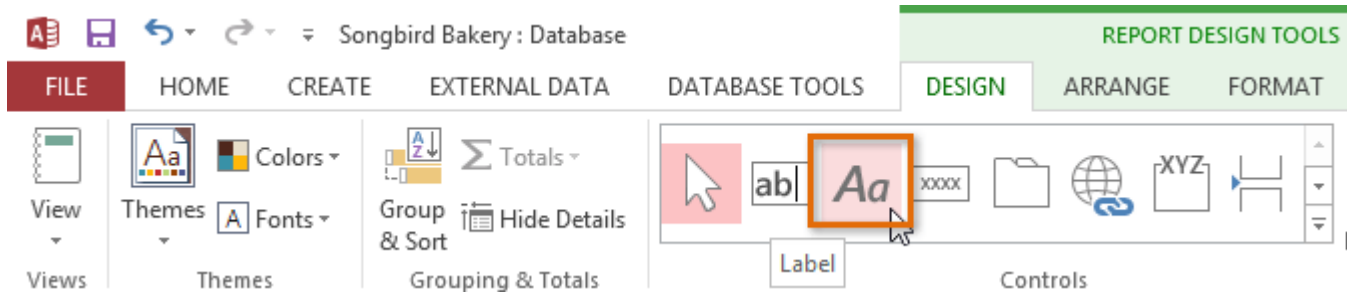 Songbird Bakery : Database
REPORT DESIGN TOOLS
FILE HOME CREATE EXTERNAL DATA DATABASE TOOLS DESIGN ARRANGE FORMAT
View
Views
Aa
Themes
Colors
A Fonts
Themes
A
Z
Group
& Sort
Σ Totals
Hide Details
Grouping & Totals
ab Aa xxxx XYZ
Label
Controls